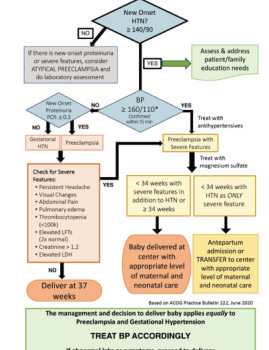 New Onset
HTN?
≥ 140/90
NO
If there is new onset proteinuria
or severe features, consider
ATYPICAL PREECLAMPSIA and
do laboratory assessment
YES
Assess & address
patient/family
education needs
New Onset
Proteinuria
PCR: ≥ 0.3
NO
BP
≥ 160/110*
Confirmed
within 15 min
YES
Treat with
antihypertensives
NO
YES
Gestational
HTN
Preeclampsia
Preeclampsia with
Severe Features
Treat with
magnesium sulfate
Check for Severe
Features:
• Persistent Headache
• Visual Changes
• Abdominal Pain
• Pulmonary edema
• Thrombocytopenia
(<100k)
• Elevated LFTs
(2x normal)
• Creatinine > 1.2
• Elevated LDH
YES
NO
Deliver at 37
weeks
< 34 weeks with
severe features in
addition to HTN or
≥ 34 weeks
< 34 weeks with
HTN as ONLY
severe feature
Baby delivered at
center with
appropriate level
of maternal and
neonatal care
Antepartum
admission or
TRANSFER to center
with appropriate
level of maternal
and neonatal care
Based on ACOG Practice Bulletin 222, June 2020
The management and decision to deliver baby applies equally to
Preeclampsia and Gestational Hypertension
TREAT BP ACCORDINGLY